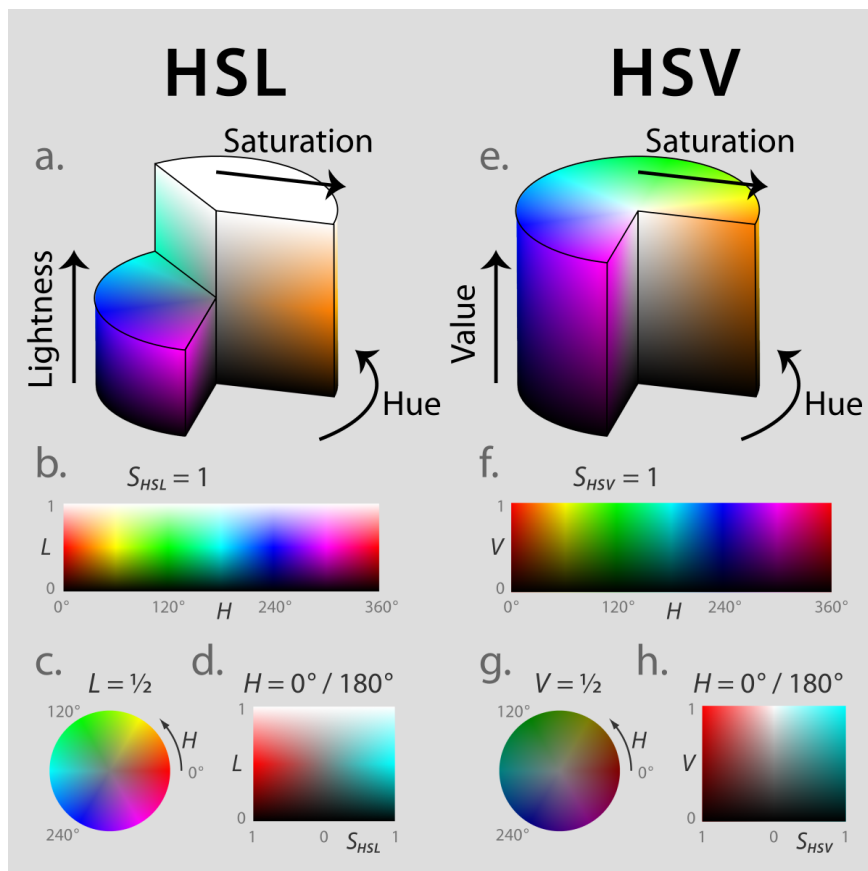 HSL
HSV
a.
Saturation
Lightness
Hue
e.
Saturation
Value
Hue
b.
S_HSL = 1
1
L
0
0°
120°
H
240°
360°
f.
S_HSV = 1
1
V
0
0°
120°
H
240°
360°
c.
L = ½
120°
H
0°
240°
d.
H = 0° / 180°
1
L
0
1
0
S_HSL
1
g.
V = ½
120°
H
0°
240°
h.
H = 0° / 180°
1
V
0
1
0
S_HSV
1